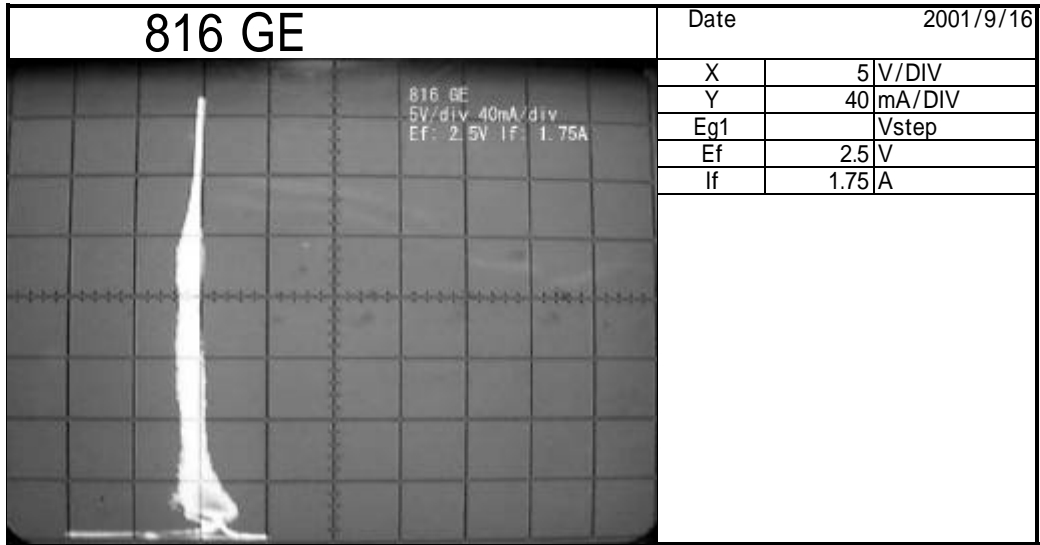 816 GE
Date 2001/9/16
816 GE
5V/div 40mA/div
Ef: 2.5V If: 1.75A
X 5 V/DIV
Y 40 mA/DIV
Eg1 Vstep
Ef 2.5 V
If 1.75 A